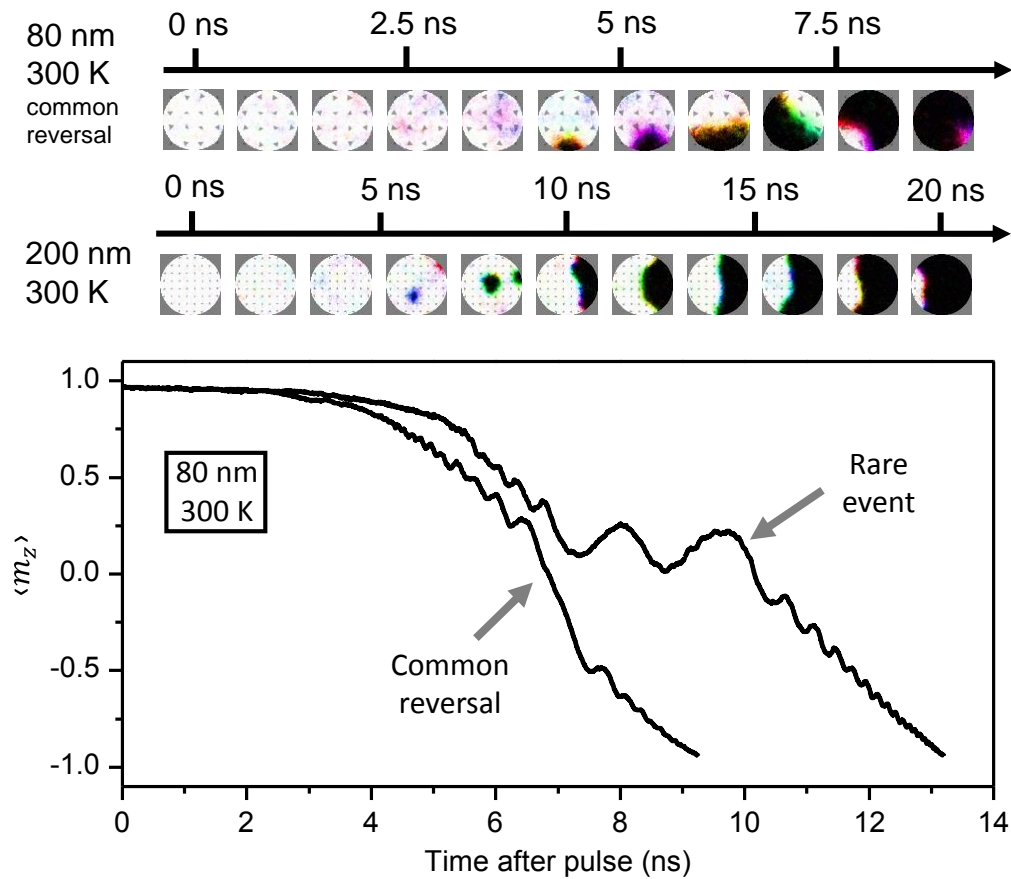 80 nm
300 K
common
reversal
0 ns 2.5 ns 5 ns 7.5 ns
200 nm
300 K
0 ns 5 ns 10 ns 15 ns 20 ns
1.0
0.5
0.0
-0.5
-1.0
⟨m_z⟩
80 nm
300 K
Rare
event
Common
reversal
0 2 4 6 8 10 12 14
Time after pulse (ns)